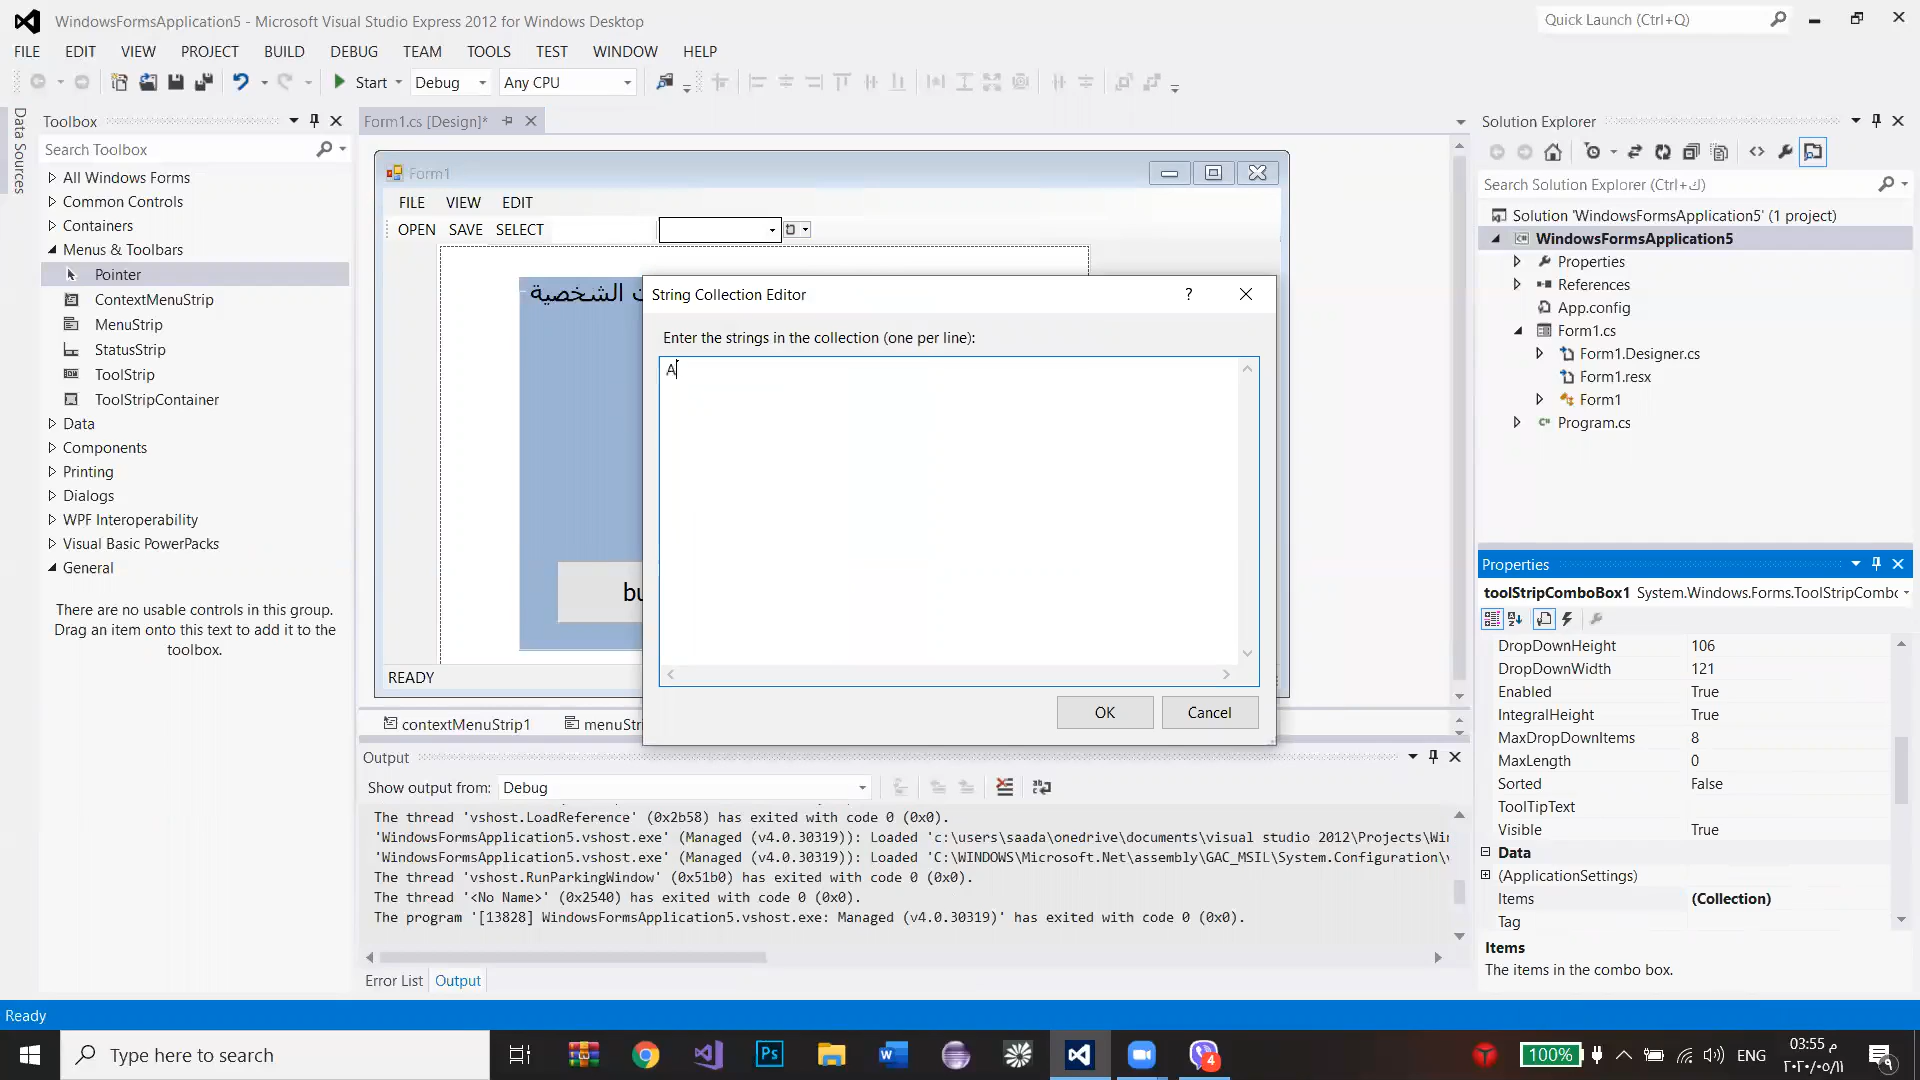 WindowsFormsApplication5 - Microsoft Visual Studio Express 2012 for Windows Desktop
Quick Launch (Ctrl+Q)
FILE EDIT VIEW PROJECT BUILD DEBUG TEAM TOOLS TEST WINDOW HELP
Start Debug Any CPU
Data Sources
Toolbox
Search Toolbox
All Windows Forms
Common Controls
Containers
Menus & Toolbars
Pointer
ContextMenuStrip
MenuStrip
StatusStrip
ToolStrip
ToolStripContainer
Data
Components
Printing
Dialogs
WPF Interoperability
Visual Basic PowerPacks
General
There are no usable controls in this group.
Drag an item onto this text to add it to the
toolbox.
Form1.cs [Design]*
Form1
FILE VIEW EDIT
OPEN SAVE SELECT
الشخصية
READY
String Collection Editor
?
Enter the strings in the collection (one per line):
A
OK Cancel
contextMenuStrip1
Output
Show output from: Debug
The thread 'vshost.LoadReference' (0x2b58) has exited with code 0 (0x0).
'WindowsFormsApplication5.vshost.exe' (Managed (v4.0.30319)): Loaded 'c:\users\saada\onedrive\documents\visual studio 2012\Projects\Wi
'WindowsFormsApplication5.vshost.exe' (Managed (v4.0.30319)): Loaded 'C:\WINDOWS\Microsoft.Net\assembly\GAC_MSIL\System.Configuration\
The thread 'vshost.RunParkingWindow' (0x51b0) has exited with code 0 (0x0).
The thread '<No Name>' (0x2540) has exited with code 0 (0x0).
The program '[13828] WindowsFormsApplication5.vshost.exe: Managed (v4.0.30319)' has exited with code 0 (0x0).
Error List Output
Solution Explorer
Search Solution Explorer (Ctrl+ك)
Solution 'WindowsFormsApplication5' (1 project)
WindowsFormsApplication5
Properties
References
App.config
Form1.cs
Form1.Designer.cs
Form1.resx
Form1
Program.cs
Properties
toolStripComboBox1 System.Windows.Forms.ToolStripCombo
DropDownHeight 106
DropDownWidth 121
Enabled True
IntegralHeight True
MaxDropDownItems 8
MaxLength 0
Sorted False
ToolTipText
Visible True
Data
(ApplicationSettings)
Items (Collection)
Tag
Items
The items in the combo box.
Ready
Type here to search
Ps
4
100%
ENG
03:55 م
٢٠٢٠/٠٥/١١
٩